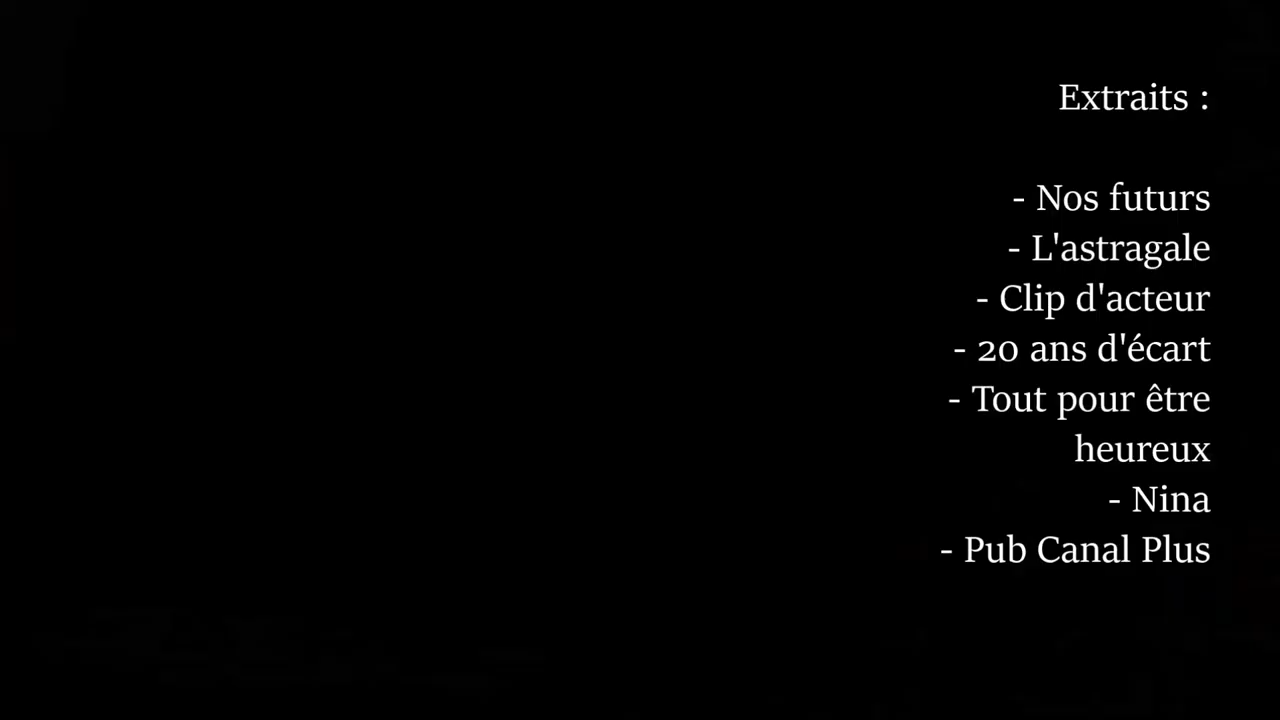 Extraits :
- Nos futurs
- L'astragale
- Clip d'acteur
- 20 ans d'écart
- Tout pour être
heureux
- Nina
- Pub Canal Plus